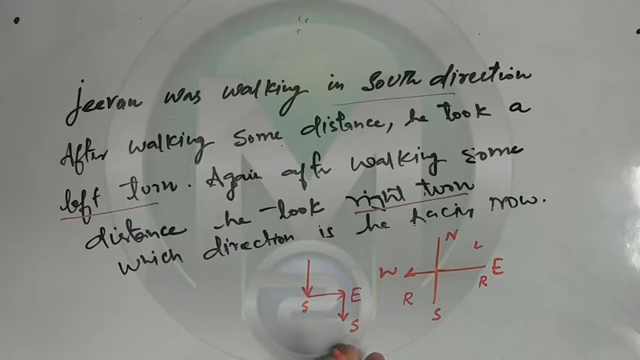 Jeevan was walking in South direction
After walking some distance, he took a
left turn. Again aftr walking some
distance he took right turn
which direction is he facing now.
N
L
W
E
R
R
S
S
E
S